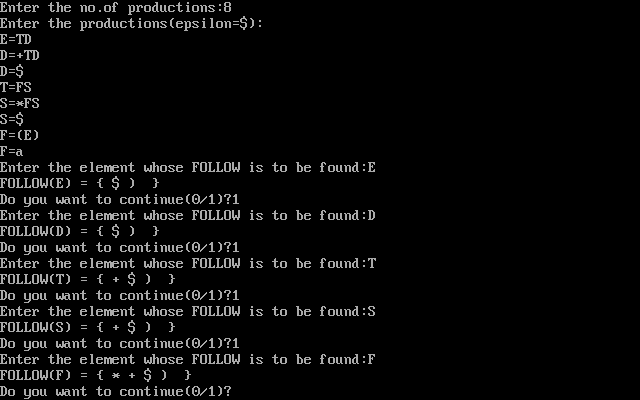 Enter the no.of productions:8
Enter the productions(epsilon=$):
E=TD
D=+TD
D=$
T=FS
S=*FS
S=$
F=(E)
F=a
Enter the element whose FOLLOW is to be found:E
FOLLOW(E) = { $ )  }
Do you want to continue(0/1)?1
Enter the element whose FOLLOW is to be found:D
FOLLOW(D) = { $ )  }
Do you want to continue(0/1)?1
Enter the element whose FOLLOW is to be found:T
FOLLOW(T) = { + $ )  }
Do you want to continue(0/1)?1
Enter the element whose FOLLOW is to be found:S
FOLLOW(S) = { + $ )  }
Do you want to continue(0/1)?1
Enter the element whose FOLLOW is to be found:F
FOLLOW(F) = { * + $ )  }
Do you want to continue(0/1)?